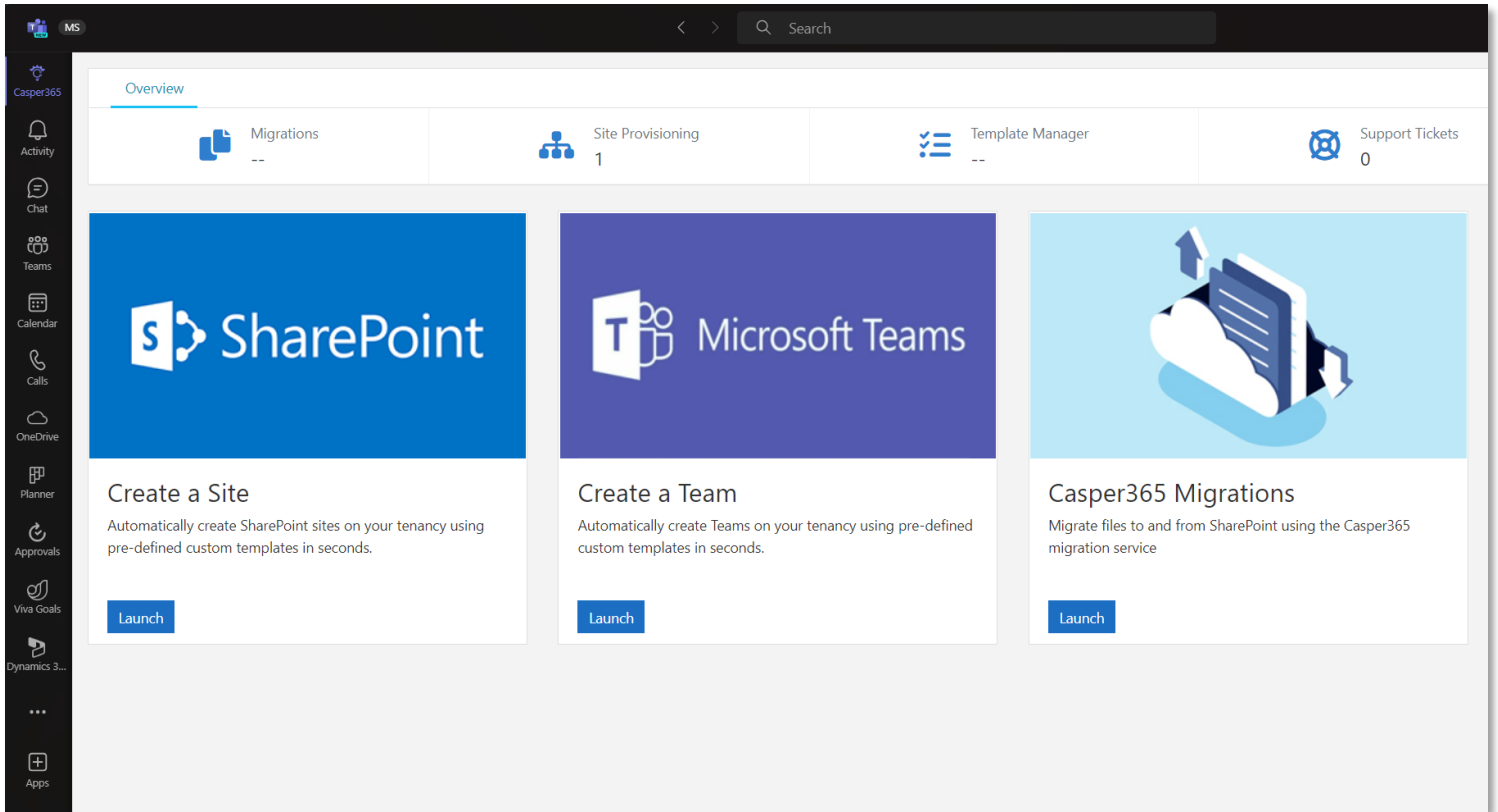 NEW
MS
Search
Casper365
Activity
Chat
Teams
Calendar
Calls
OneDrive
Planner
Approvals
Viva Goals
Dynamics 3...
Apps
Overview
Migrations
--
Site Provisioning
1
Template Manager
--
Support Tickets
0
S SharePoint
T Microsoft Teams
Create a Site
Automatically create SharePoint sites on your tenancy using
pre-defined custom templates in seconds.
Launch
Create a Team
Automatically create Teams on your tenancy using pre-defined
custom templates in seconds.
Launch
Casper365 Migrations
Migrate files to and from SharePoint using the Casper365
migration service
Launch